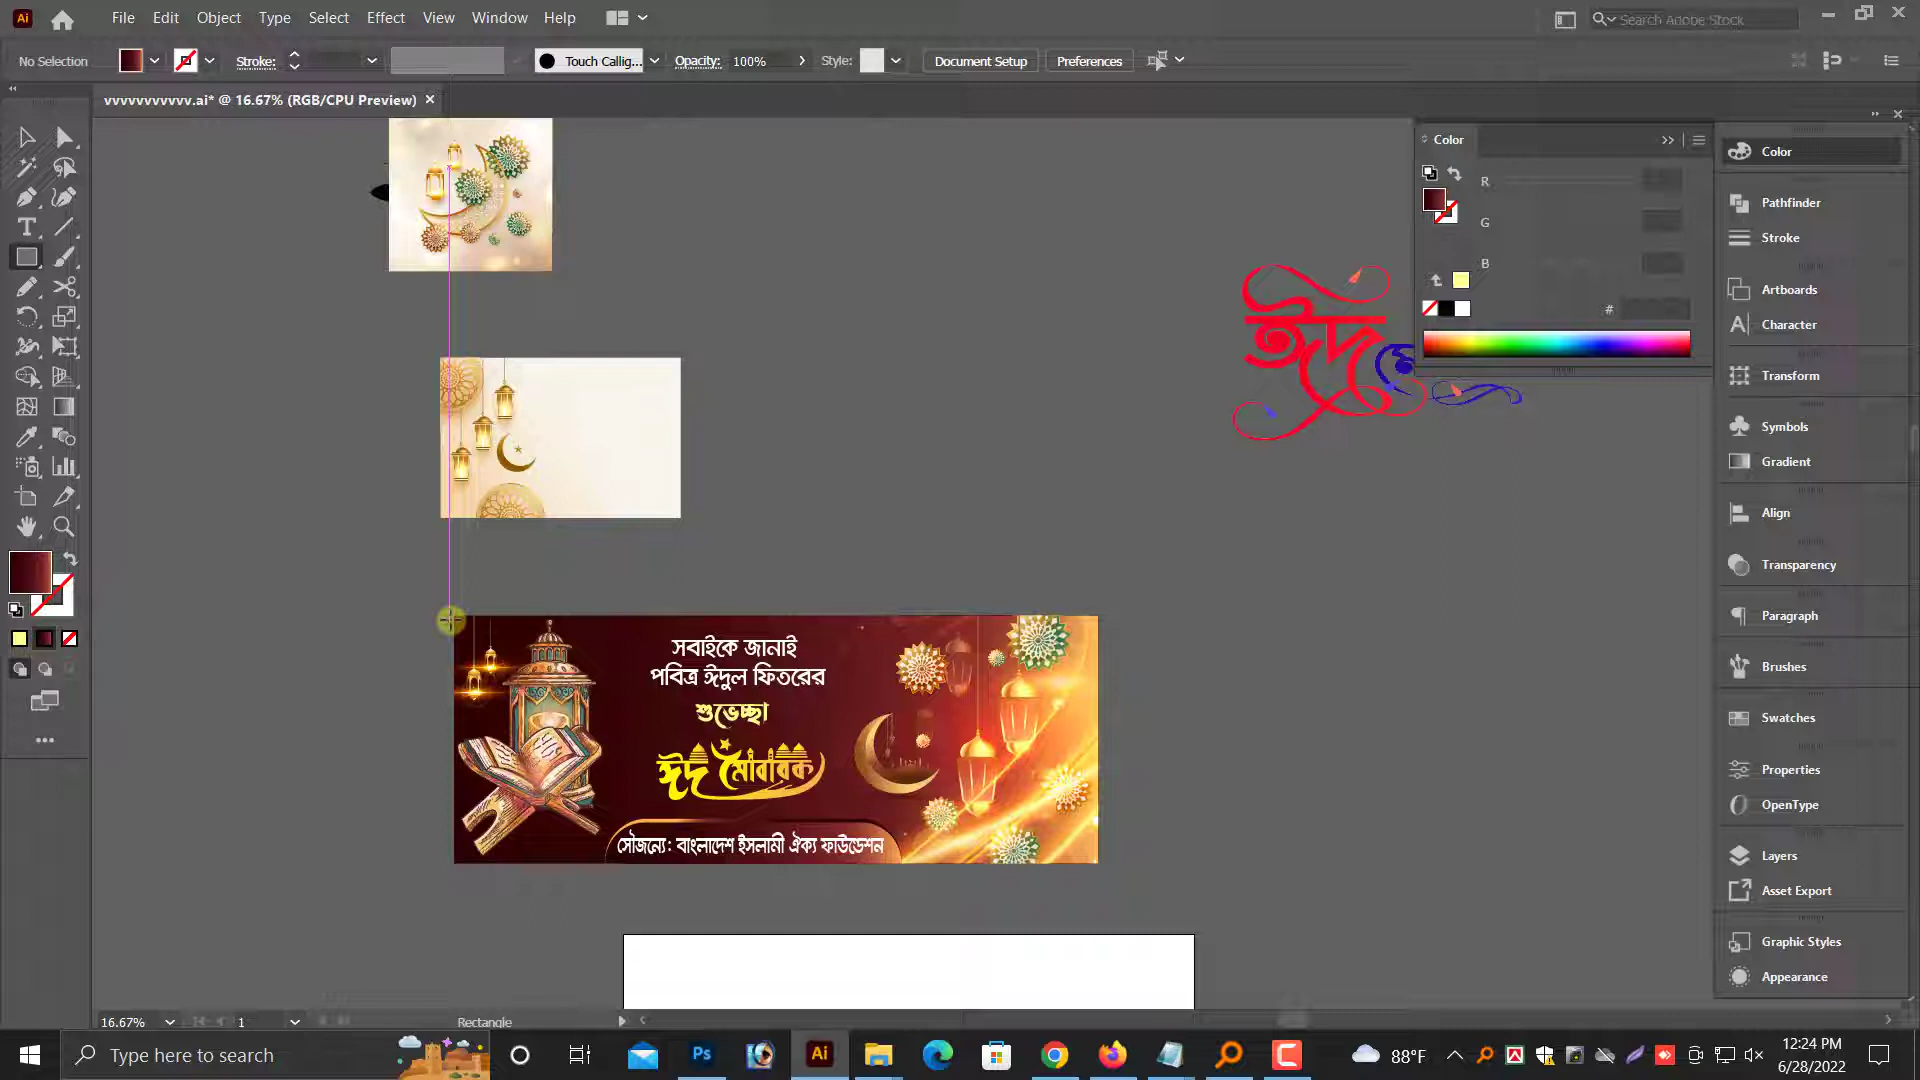 Ai
File Edit Object Type Select Effect View Window Help
Search Adobe Stock
No Selection
Stroke:
Touch Callig...
Opacity: 100%
Style:
Document Setup
Preferences
vvvvvvvvvvv.ai* @ 16.67% (RGB/CPU Preview)
Color
R
G
B
#
Color
Pathfinder
Stroke
Artboards
Character
Transform
Symbols
Gradient
Align
Transparency
Paragraph
Brushes
Swatches
Properties
OpenType
Layers
Asset Export
Graphic Styles
Appearance
ঈদ
সবাইকে জানাই
পবিত্র ঈদুল ফিতরের
শুভেচ্ছা
ঈদ মোবারক
সৌজন্যে: বাংলাদেশ ইসলামী ঐক্য ফাউন্ডেশন
16.67% 1 Rectangle
Type here to search
Ps
Ai
88°F
12:24 PM
6/28/2022